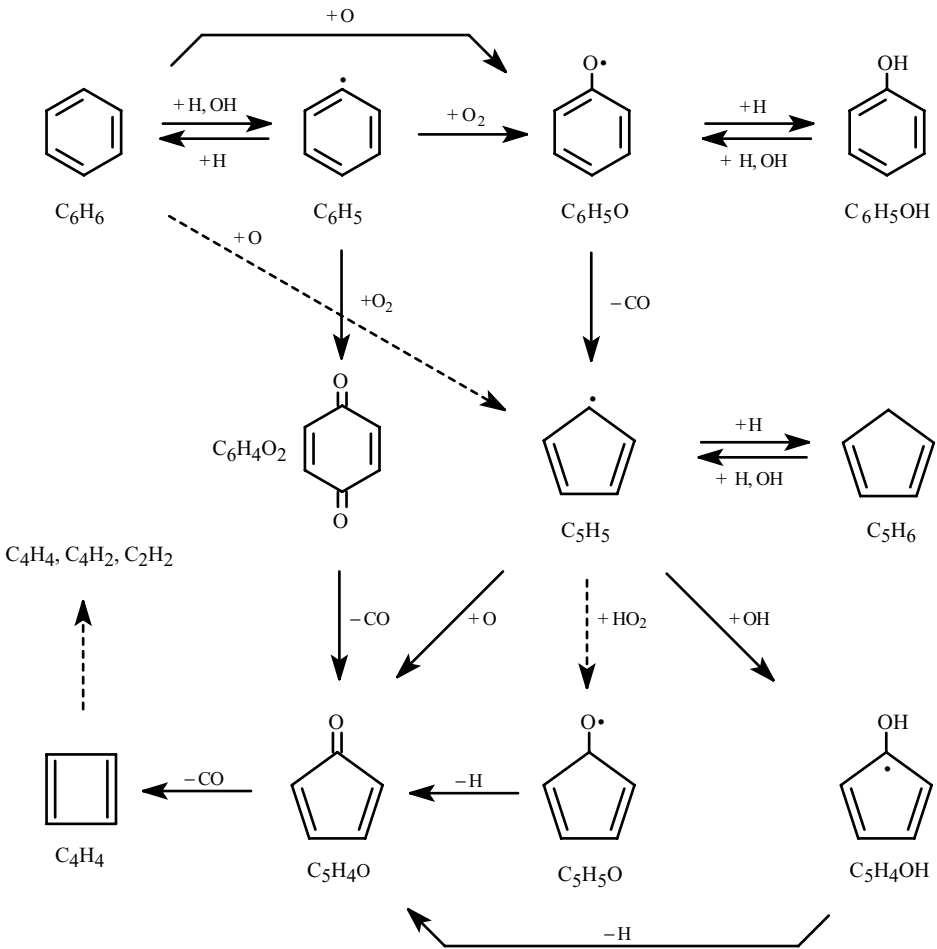 + O
O•
OH
+ H, OH
+ H
+ O₂
+ H
+ H, OH
C₆H₆
C₆H₅
C₆H₅O
C₆H₅OH
+ O
+O₂
– CO
O
C₆H₄O₂
O
+ H
+ H, OH
C₅H₅
C₅H₆
C₄H₄, C₄H₂, C₂H₂
– CO
+ O
+ HO₂
+ OH
O
O•
OH
– CO
– H
C₄H₄
C₅H₄O
C₅H₅O
C₅H₄OH
– H